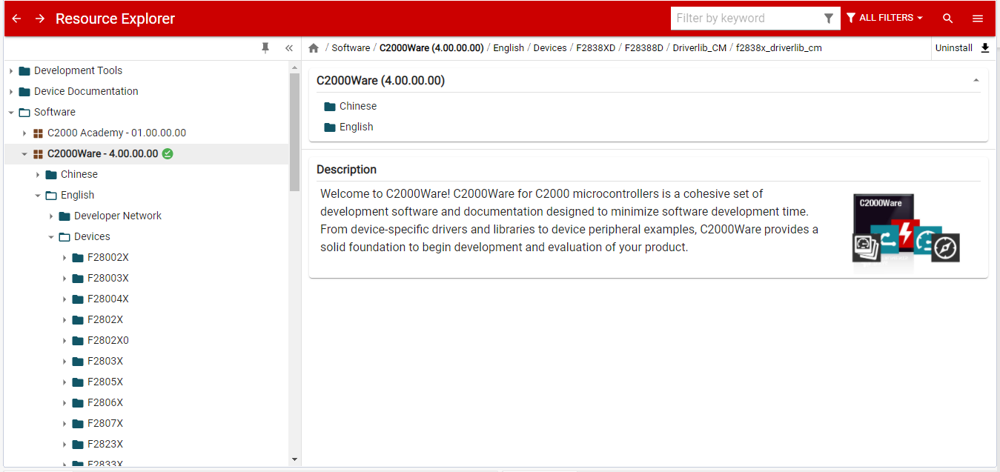 Resource Explorer
Filter by keyword
ALL FILTERS
/ Software / C2000Ware (4.00.00.00) / English / Devices / F2838XD / F28388D / Driverlib_CM / f2838x_driverlib_cm
Uninstall
Development Tools
Device Documentation
Software
C2000 Academy - 01.00.00.00
C2000Ware - 4.00.00.00
Chinese
English
Developer Network
Devices
F28002X
F28003X
F28004X
F2802X
F2802X0
F2803X
F2805X
F2806X
F2807X
F2823X
F2833X
C2000Ware (4.00.00.00)
Chinese
English
Description
Welcome to C2000Ware! C2000Ware for C2000 microcontrollers is a cohesive set of
development software and documentation designed to minimize software development time.
From device-specific drivers and libraries to device peripheral examples, C2000Ware provides a
solid foundation to begin development and evaluation of your product.
C2000Ware